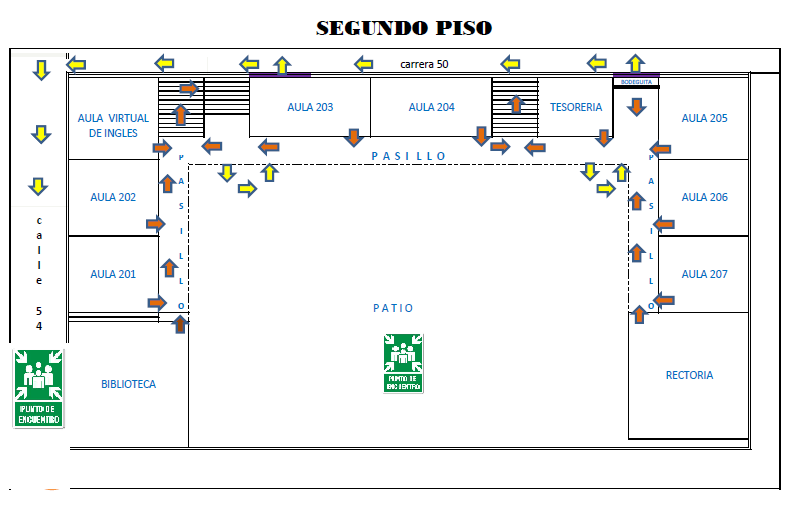 SEGUNDO PISO
carrera 50
BODEGUITA
AULA VIRTUAL
DE INGLES
AULA 203
AULA 204
TESORERIA
AULA 205
PASILLO
PASILLO
PASILLO
AULA 202
AULA 206
calle 54
AULA 201
AULA 207
PATIO
PUNTO DE
ENCUENTRO
PUNTO DE
ENCUENTRO
BIBLIOTECA
RECTORIA